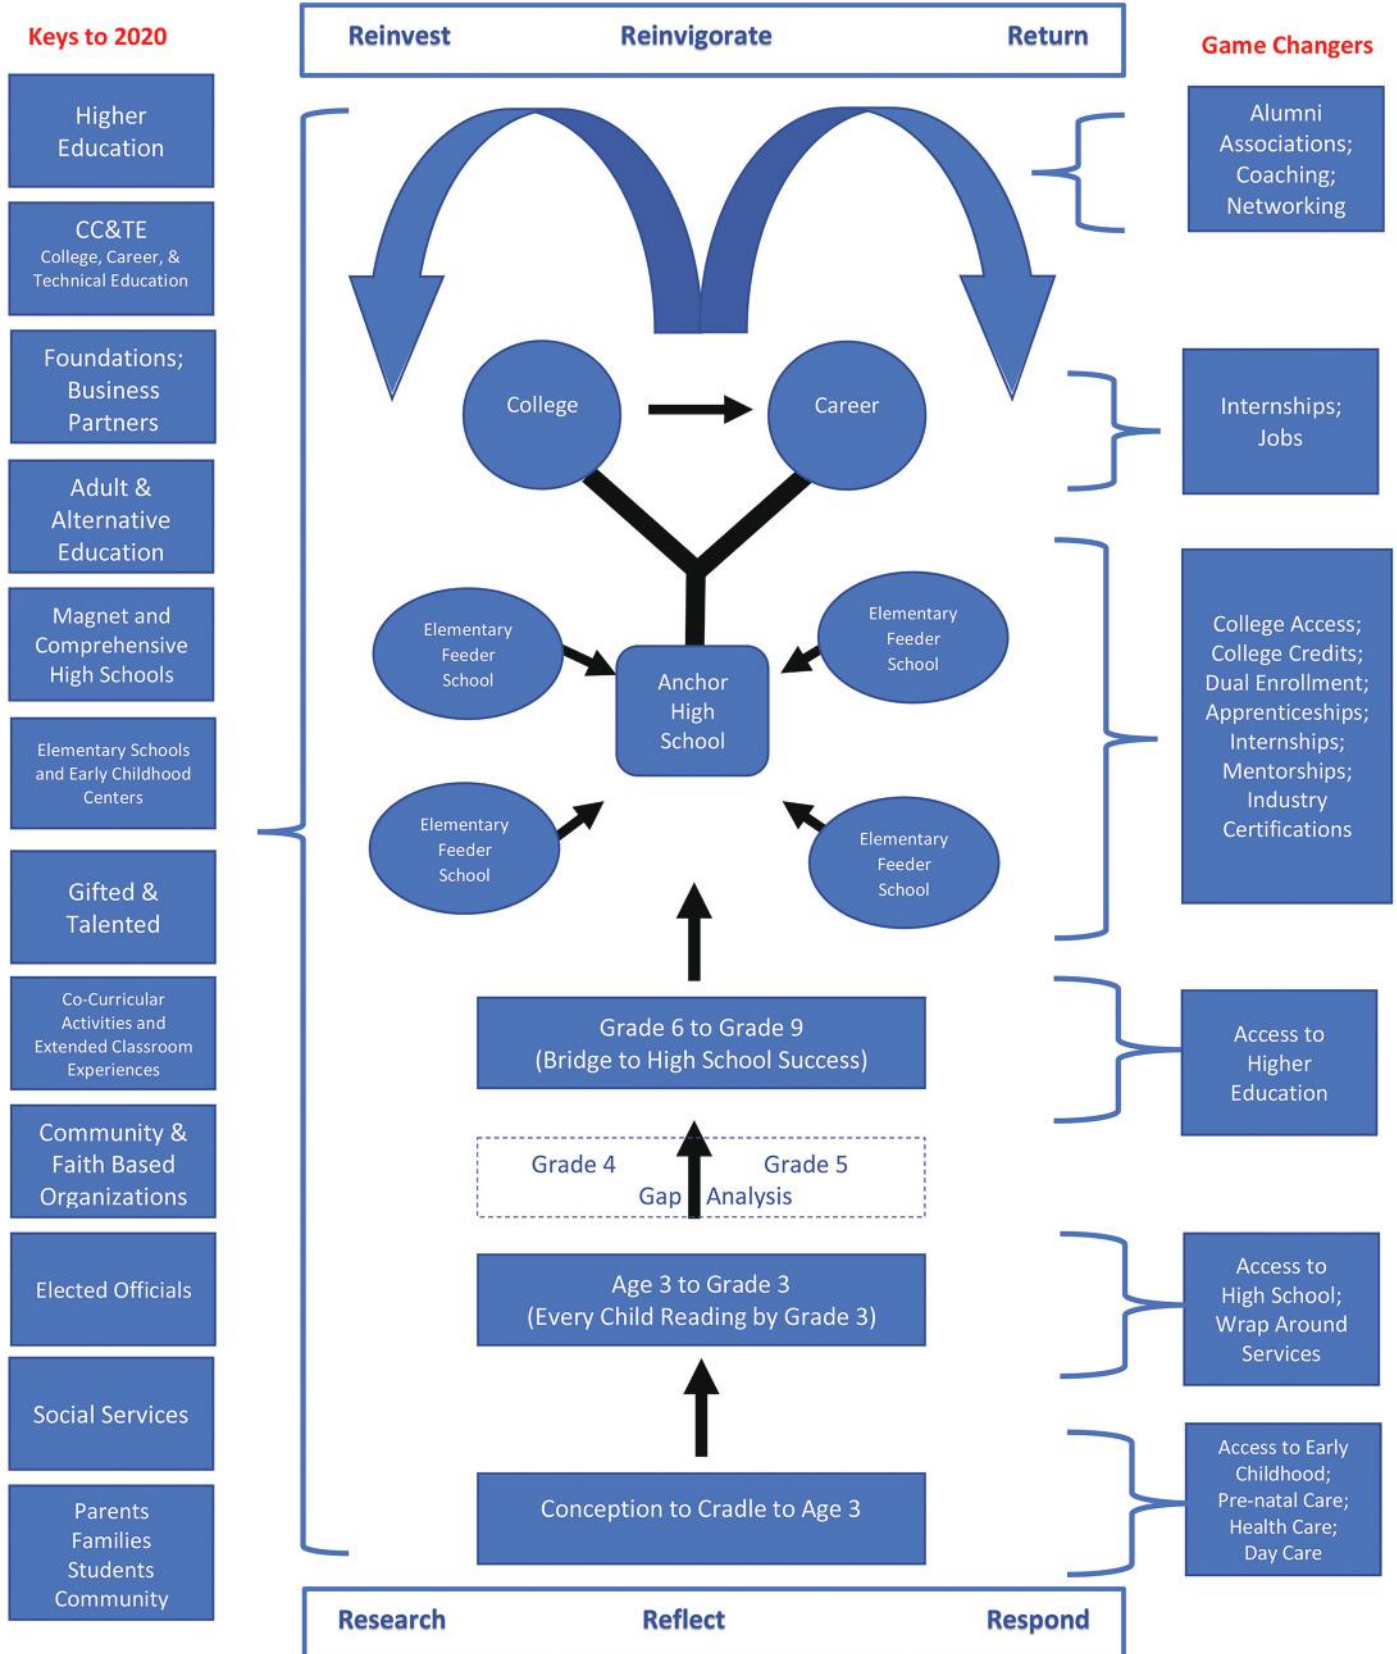 Keys to 2020
Higher
Education
CC&TE
College, Career, &
Technical Education
Foundations;
Business
Partners
Adult &
Alternative
Education
Magnet and
Comprehensive
High Schools
Elementary Schools
and Early Childhood
Centers
Gifted &
Talented
Co-Curricular
Activities and
Extended Classroom
Experiences
Community &
Faith Based
Organizations
Elected Officials
Social Services
Parents
Families
Students
Community
Reinvest Reinvigorate Return
College
Career
Elementary
Feeder
School
Elementary
Feeder
School
Anchor
High
School
Elementary
Feeder
School
Elementary
Feeder
School
Grade 6 to Grade 9
(Bridge to High School Success)
Grade 4 Grade 5
Gap Analysis
Age 3 to Grade 3
(Every Child Reading by Grade 3)
Conception to Cradle to Age 3
Research Reflect Respond
Game Changers
Alumni
Associations;
Coaching;
Networking
Internships;
Jobs
College Access;
College Credits;
Dual Enrollment;
Apprenticeships;
Internships;
Mentorships;
Industry
Certifications
Access to
Higher
Education
Access to
High School;
Wrap Around
Services
Access to Early
Childhood;
Pre-natal Care;
Health Care;
Day Care